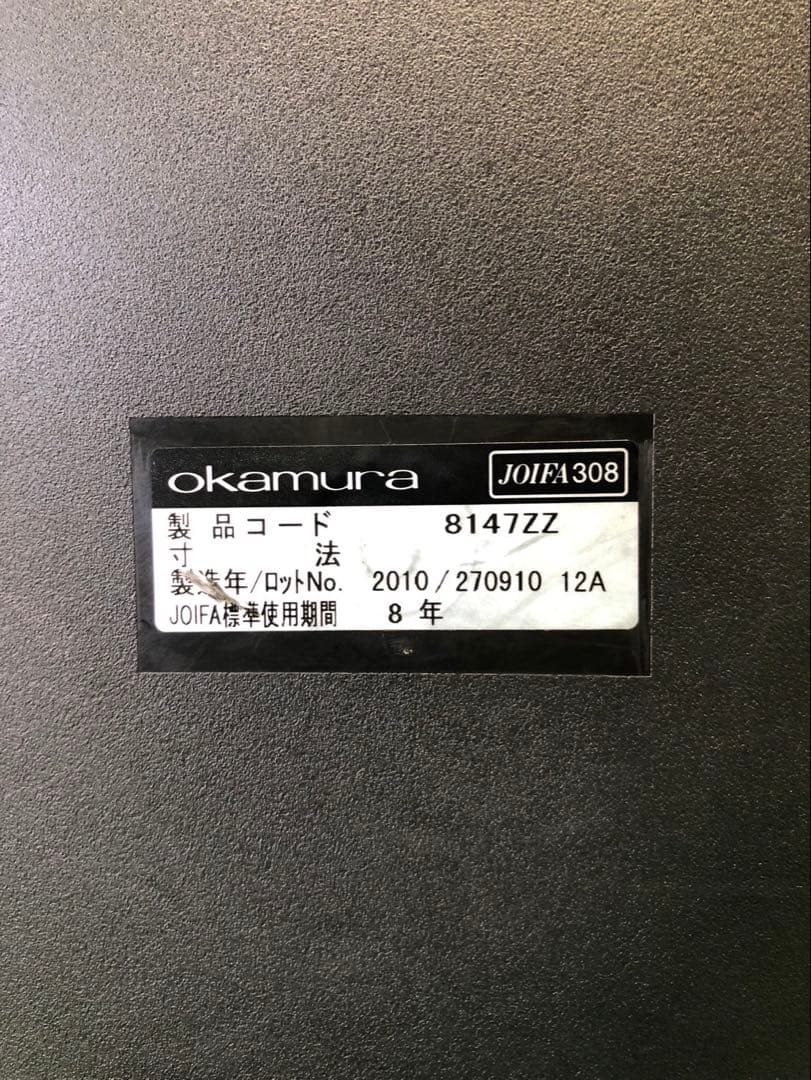 okamura JOIFA308
製品コード 8147ZZ
寸法
製造年/ロットNo. 2010/270910 12A
JOIFA標準使用期間 8年